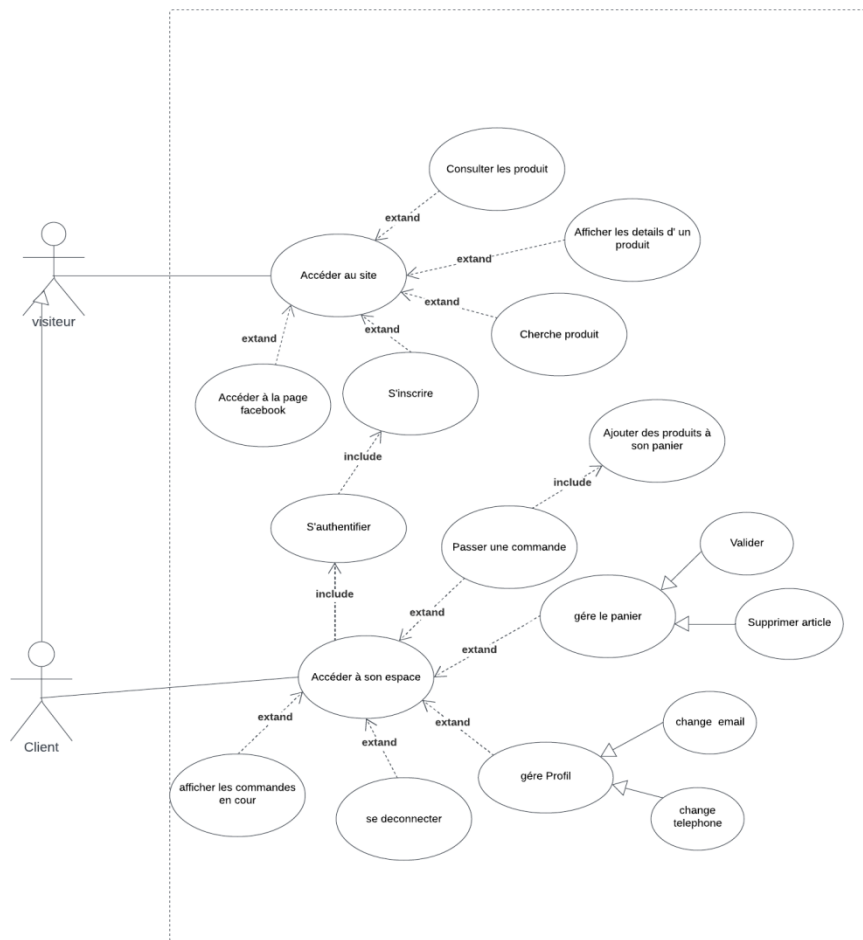 Consulter les produit
extand
Afficher les details d' un
produit
extand
Accéder au site
extand
Cherche produit
visiteur
extand
extand
Accéder à la page
facebook
S'inscrire
Ajouter des produits à
son panier
include
include
S'authentifier
Passer une commande
Valider
include
extand
gére le panier
Supprimer article
extand
Accéder à son espace
extand
extand
change email
extand
Client
afficher les commandes
en cour
gére Profil
se deconnecter
change
telephone